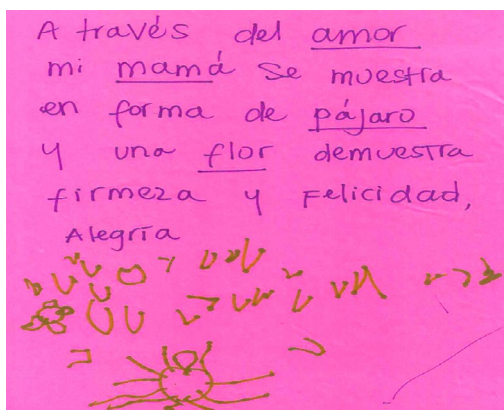 A través del amor
mi mamá se muestra
en forma de pájaro
y una flor demuestra
firmeza y Felicidad,
Alegría